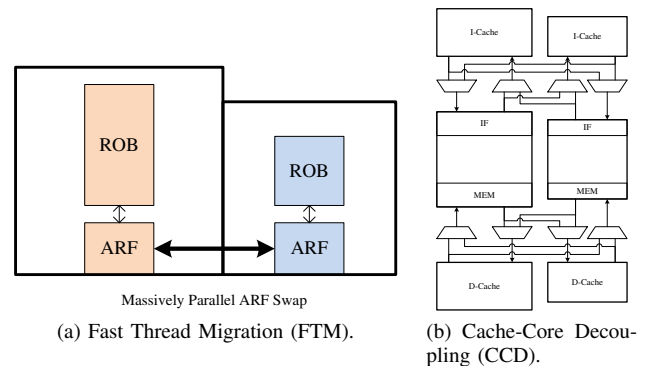 ROB
ROB
ARF
ARF
Massively Parallel ARF Swap
(a) Fast Thread Migration (FTM).
I-Cache
I-Cache
IF
IF
MEM
MEM
D-Cache
D-Cache
(b) Cache-Core Decou-
pling (CCD).